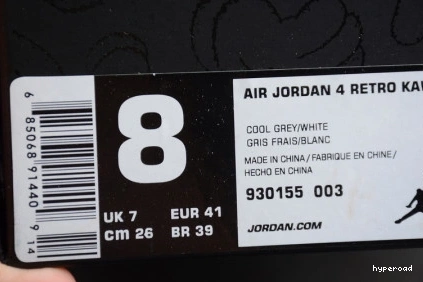 6 85068 91440 9 14
8
UK 7 EUR 41
cm 26 BR 39
AIR JORDAN 4 RETRO KAW
COOL GREY/WHITE
GRIS FRAIS/BLANC
MADE IN CHINA / FABRIQUE EN CHINE /
HECHO EN CHINA
930155 003
JORDAN.COM
hyperoad